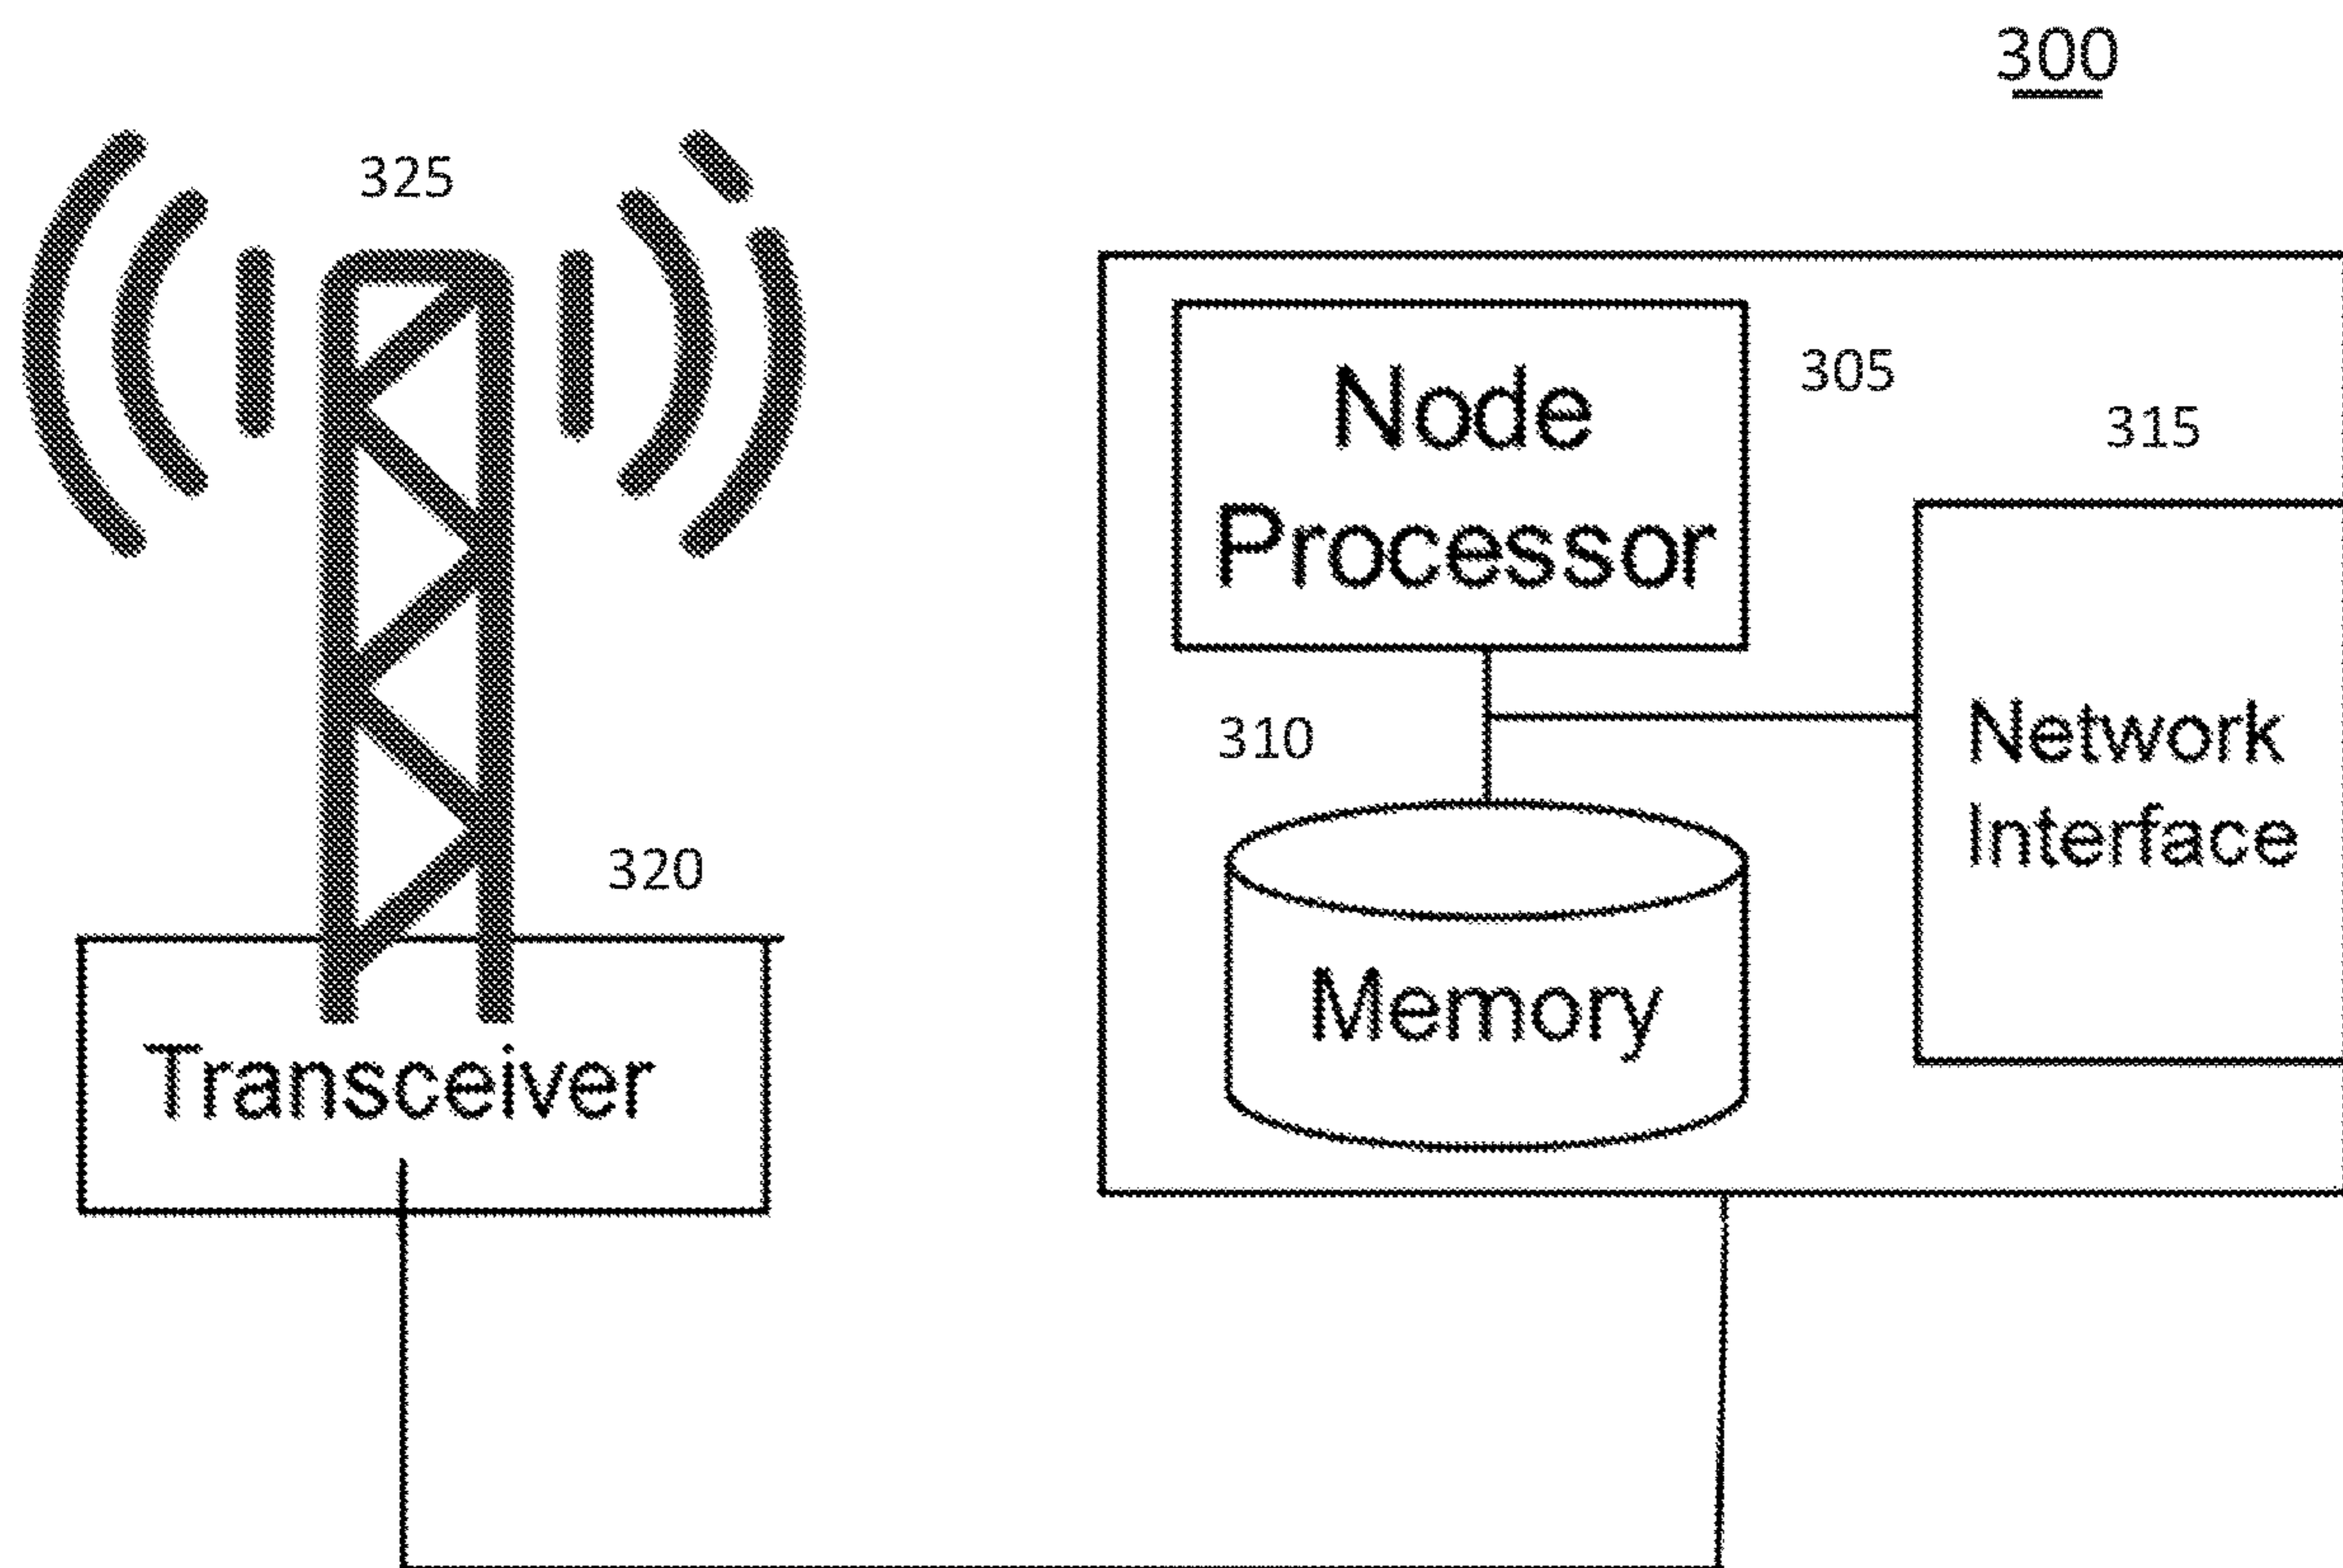 300
325
305
315
Node
Processor
310
Network
Interface
320
Memory
Transceiver